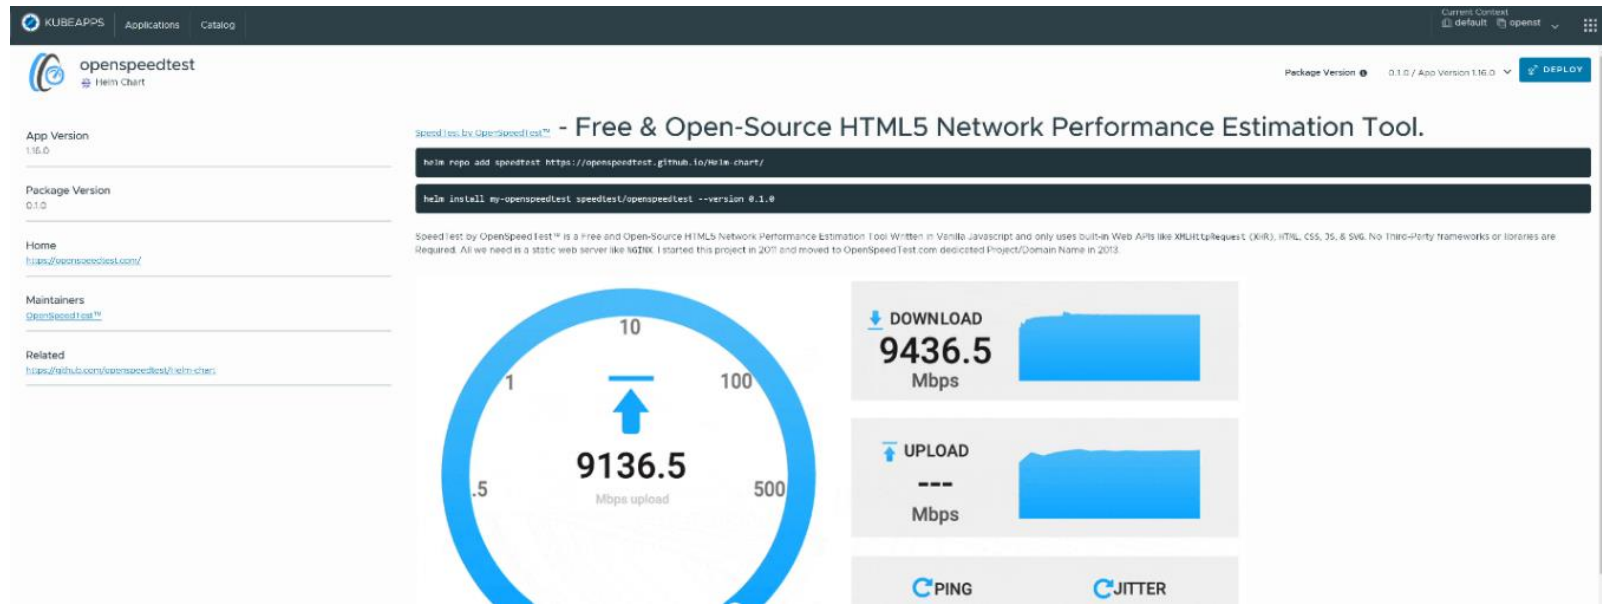 KUBEAPPS
Applications
Catalog
Current Context
default
openst
openspeedtest
Helm Chart
Package Version
0.1.0 / App Version 1.16.0
DEPLOY
App Version
1.16.0
Package Version
0.1.0
Home
https://openspeedtest.com/
Maintainers
OpenSpeedTest™
Related
https://github.com/openspeedtest/Helm-chart
SpeedTest by OpenSpeedTest™ - Free & Open-Source HTML5 Network Performance Estimation Tool.
helm repo add speedtest https://openspeedtest.github.io/Helm-chart/
helm install my-openspeedtest speedtest/openspeedtest --version 0.1.0
SpeedTest by OpenSpeedTest™ is a Free and Open-Source HTML5 Network Performance Estimation Tool Written in Vanilla Javascript and only uses built-in Web APIs like XMLHttpRequest (XHR), HTML, CSS, JS, & SVG. No Third-Party frameworks or libraries are
Required. All we need is a static web server like NGINX. I started this project in 2011 and moved to OpenSpeedTest.com dedicated Project/Domain Name in 2013.
10
1
100
9136.5
Mbps upload
.5
500
DOWNLOAD
9436.5
Mbps
UPLOAD
---
Mbps
PING
JITTER